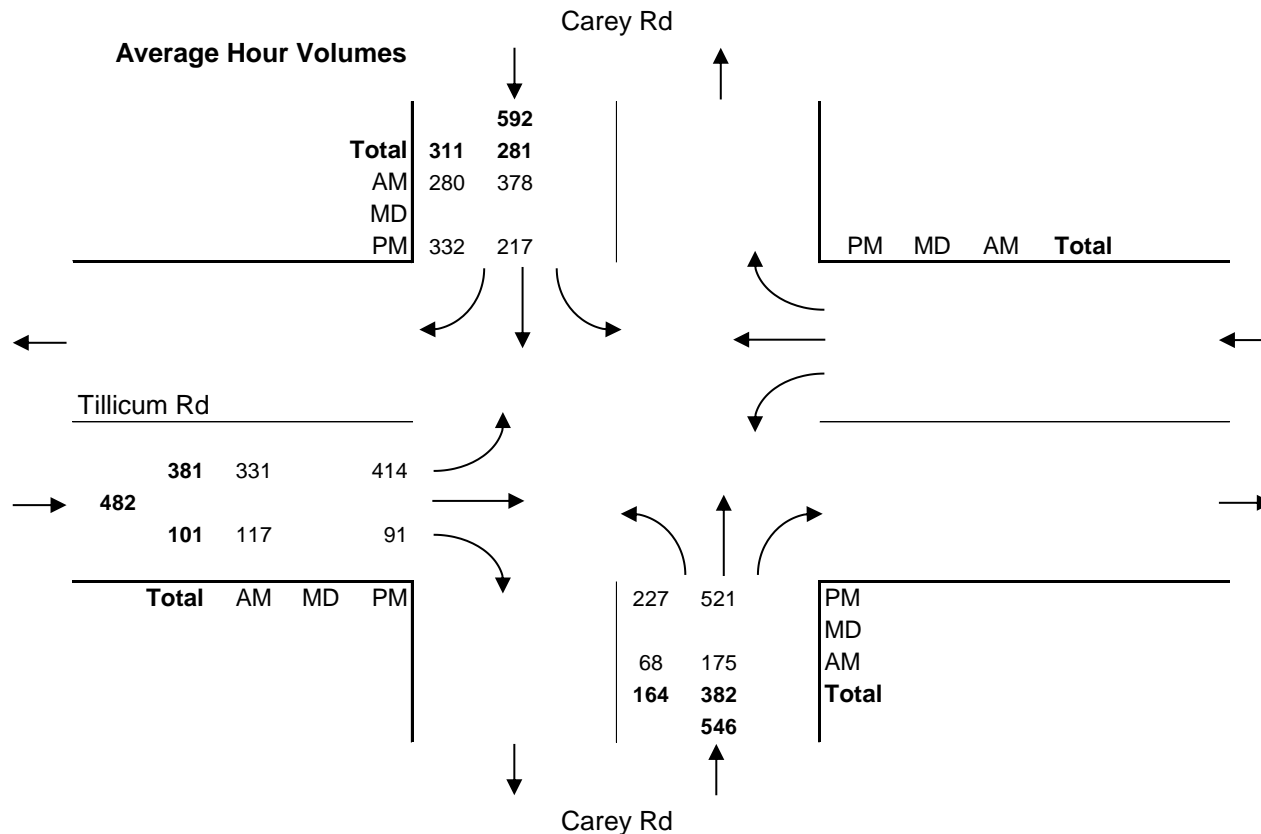 Carey Rd
Average Hour Volumes
592
Total 311 281
AM 280 378
MD
PM 332 217
PM MD AM Total
Tillicum Rd
381 331 414
482
101 117 91
Total AM MD PM
227 521 PM
MD
68 175 AM
164 382 Total
546
Carey Rd